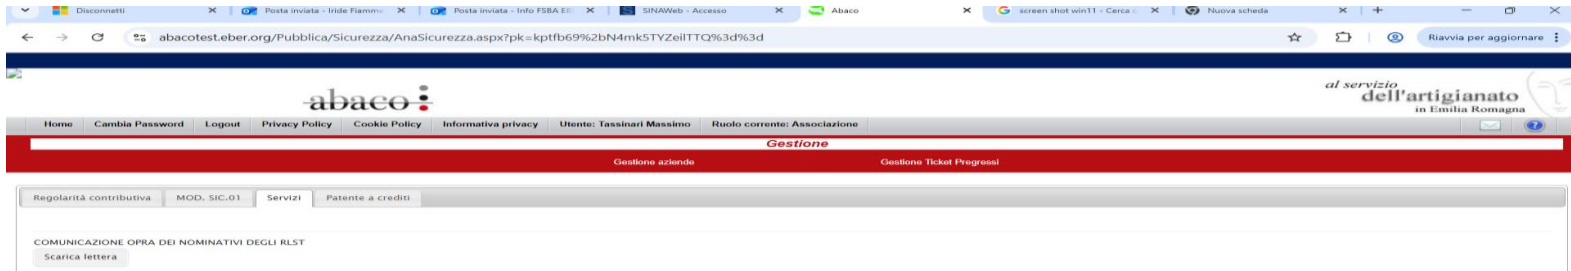 Disconnetti
Posta inviata - Iride Fiamme
Posta inviata - Info FSBA E
SINAWeb - Accesso
Abaco
screen shot win11 - Cerca c
Nuova scheda
abacotest.eber.org/Pubblica/Sicurezza/AnaSicurezza.aspx?pk=kptfb69%2bN4mk5TYZeilTTQ%3d%3d
Riavvia per aggiornare
abaco
al servizio
dell'artigianato
in Emilia Romagna
Home Cambia Password Logout Privacy Policy Cookie Policy Informativa privacy Utente: Tassinari Massimo Ruolo corrente: Associazione
Gestione
Gestione aziende Gestione Ticket Pregressi
Regolarità contributiva MOD. SIC.01 Servizi Patente a crediti
COMUNICAZIONE OPRA DEI NOMINATIVI DEGLI RLST
Scarica lettera